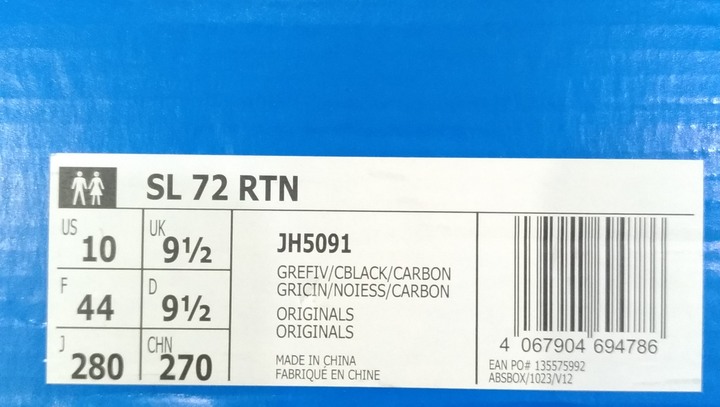 SL 72 RTN
US 10 UK 9½
F 44 D 9½
J 280 CHN 270
JH5091
GREFIV/CBLACK/CARBON
GRICIN/NOIESS/CARBON
ORIGINALS
ORIGINALS
MADE IN CHINA
FABRIQUÉ EN CHINE
4 067904 694786
EAN PO# 135575992
ABSBOX/1023/V12